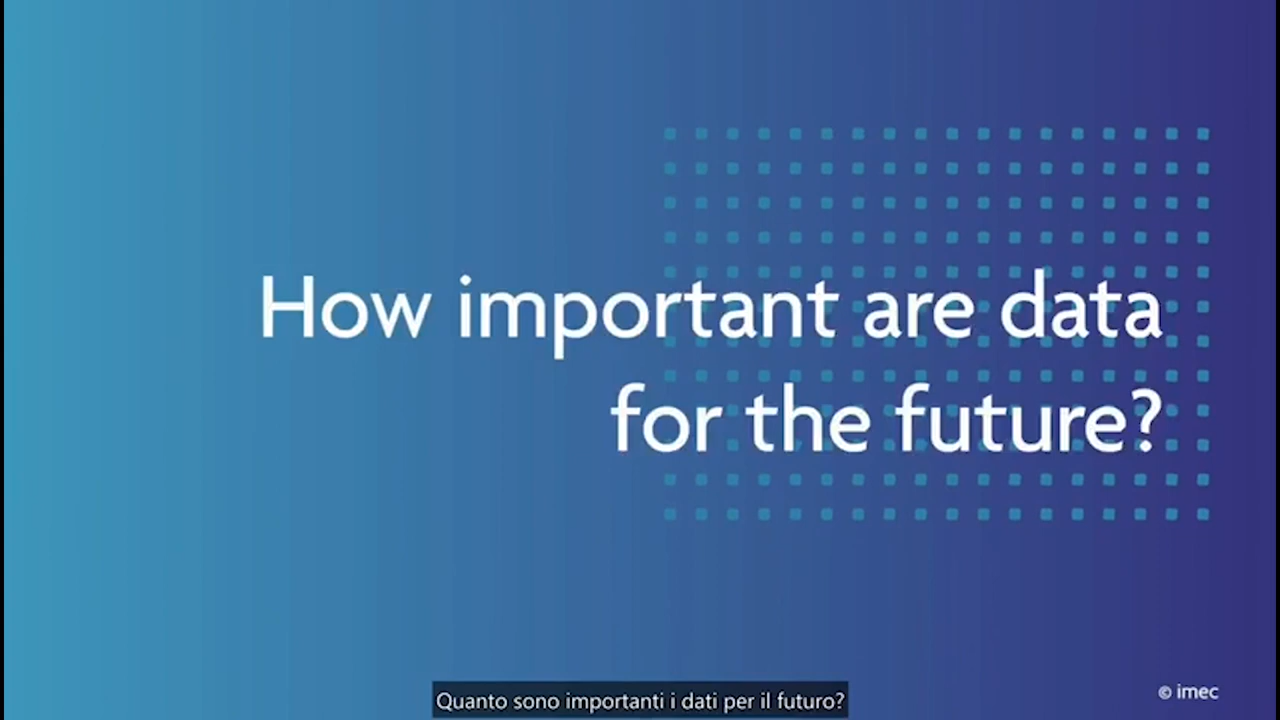 How important are data
for the future?
© imec
Quanto sono importanti i dati per il futuro?